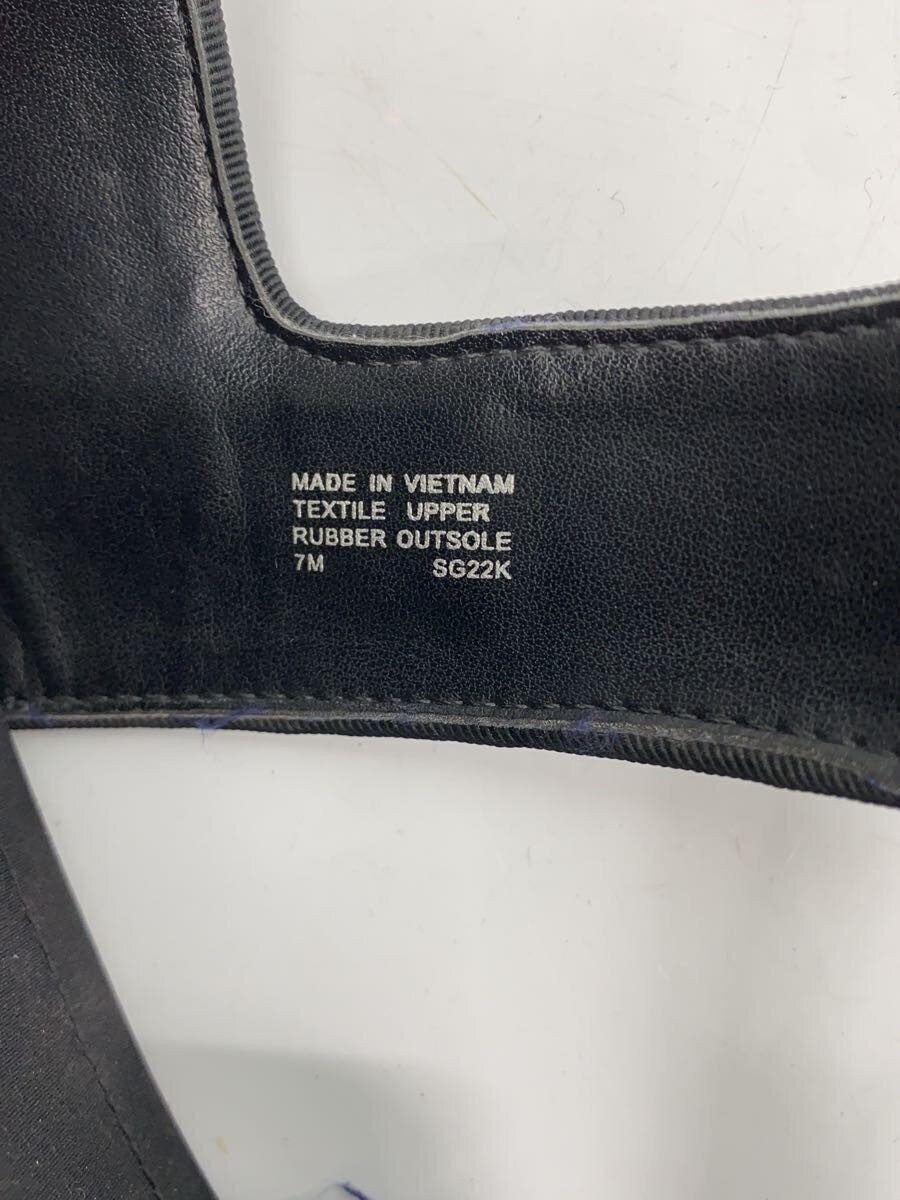 MADE IN VIETNAM
TEXTILE UPPER
RUBBER OUTSOLE
7M SG22K